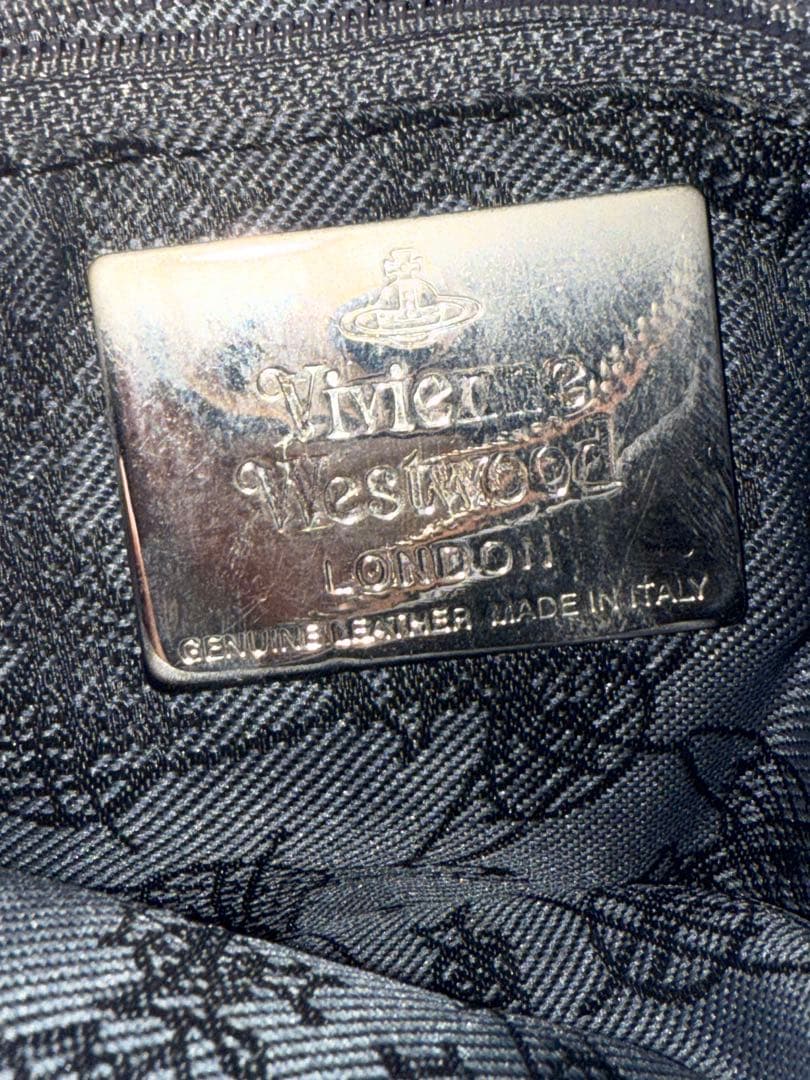 Vivienne
Westwood
LONDON
GENUINE LEATHER MADE IN ITALY